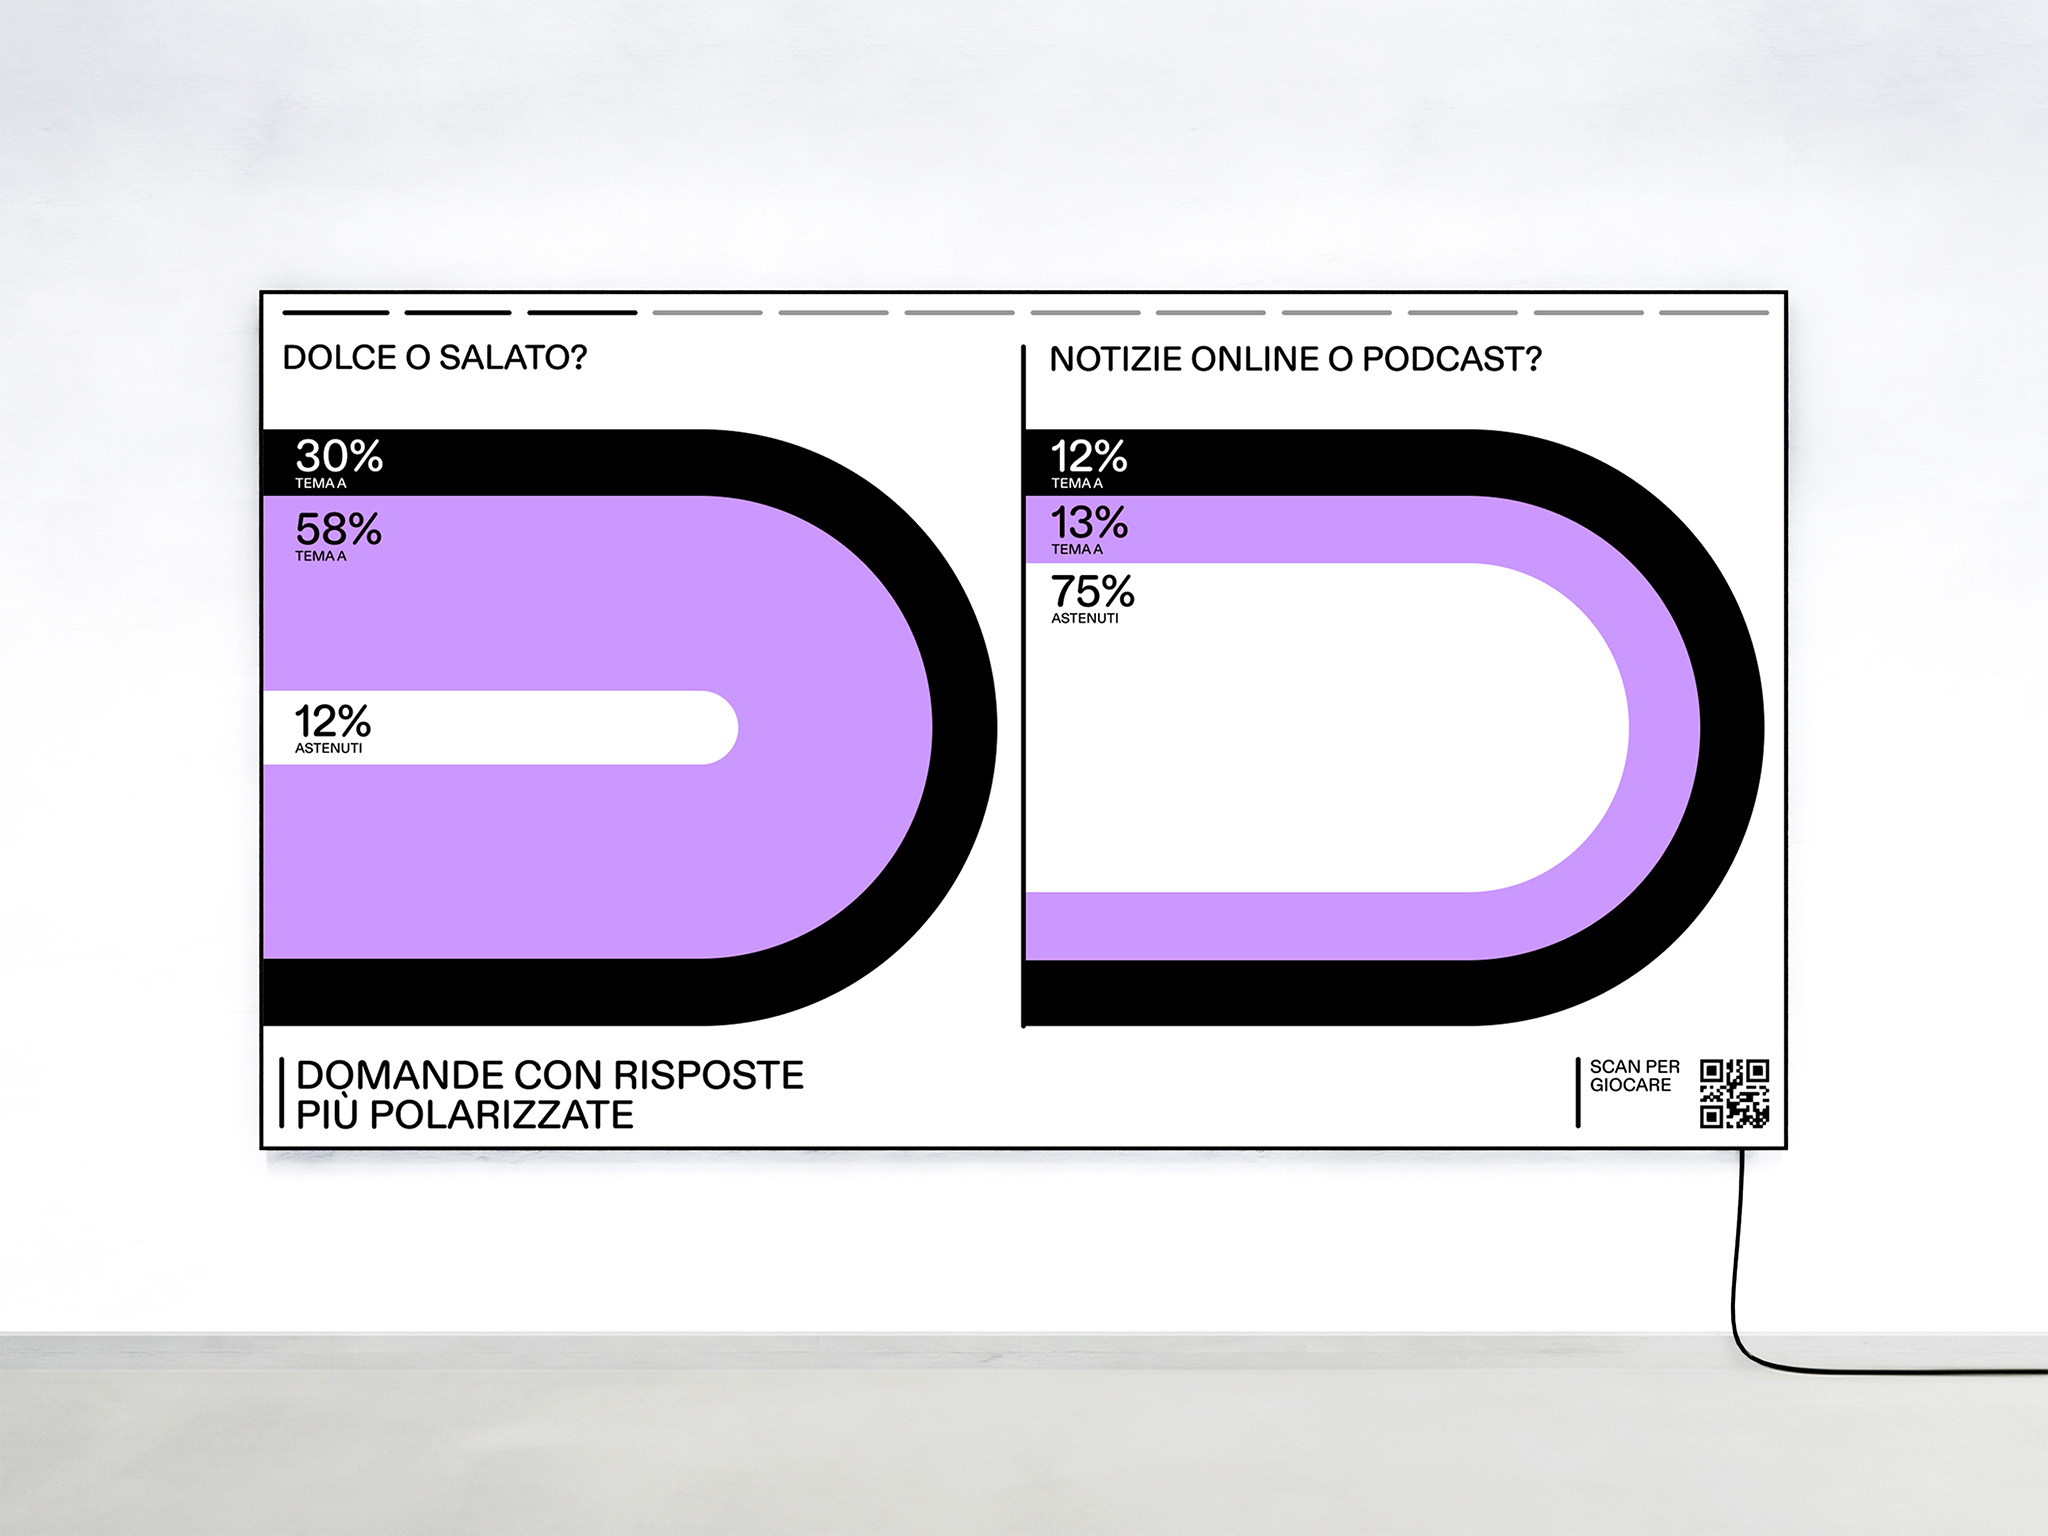 DOLCE O SALATO?
30%
TEMA A
58%
TEMA A
12%
ASTENUTI
NOTIZIE ONLINE O PODCAST?
12%
TEMA A
13%
TEMA A
75%
ASTENUTI
DOMANDE CON RISPOSTE
PIÙ POLARIZZATE
SCAN PER
GIOCARE